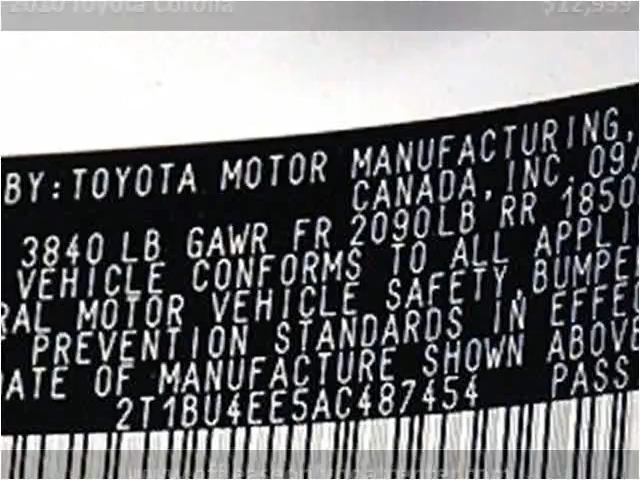 2010 Toyota Corolla $12,999
BY:TOYOTA MOTOR MANUFACTURING,
CANADA, INC. 09/
3840 LB GAWR FR 2090LB RR 1850
VEHICLE CONFORMS TO ALL APPLI
RAL MOTOR VEHICLE SAFETY, BUMPE
PREVENTION STANDARDS IN EFFE
DATE OF MANUFACTURE SHOWN ABOVE
2T1BU4EE5AC487454 PASS